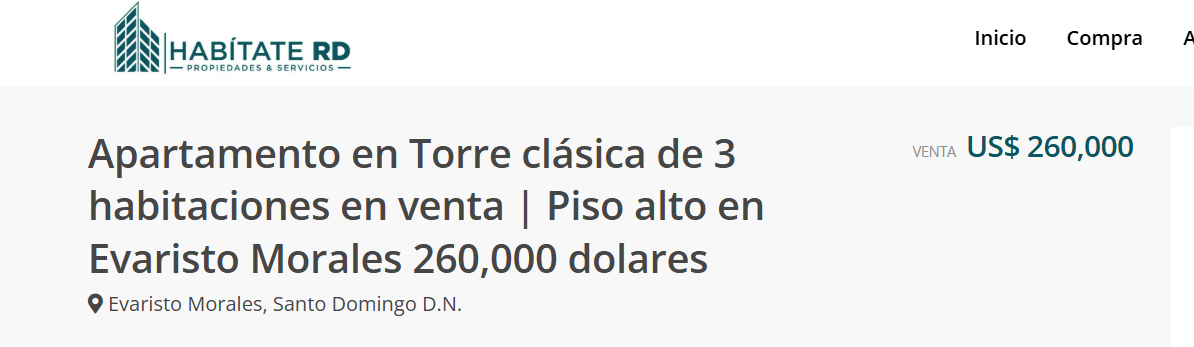 HABÍTATE RD
PROPIEDADES & SERVICIOS
Inicio
Compra
A
Apartamento en Torre clásica de 3
habitaciones en venta | Piso alto en
Evaristo Morales 260,000 dolares
VENTA US$ 260,000
Evaristo Morales, Santo Domingo D.N.